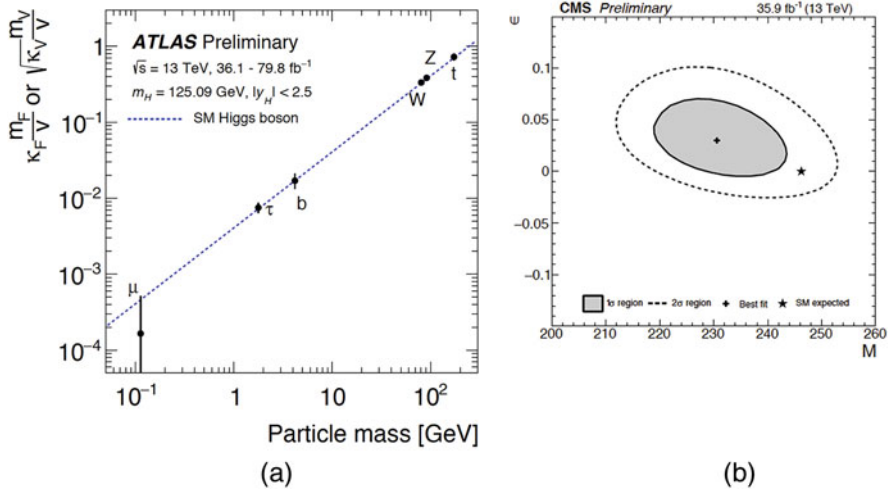 ATLAS Preliminary
√s = 13 TeV, 36.1 - 79.8 fb⁻¹
m_H = 125.09 GeV, |y_H| < 2.5
SM Higgs boson
κ_F m_F/v or √κ_V m_V/v
1
10⁻¹
10⁻²
10⁻³
10⁻⁴
μ
τ
b
W
Z
t
10⁻¹ 1 10 10²
Particle mass [GeV]
(a)
CMS Preliminary 35.9 fb⁻¹ (13 TeV)
ε
0.1
0.05
0
−0.05
−0.1
1σ region 2σ region Best fit SM expected
200 210 220 230 240 250 260
M
(b)